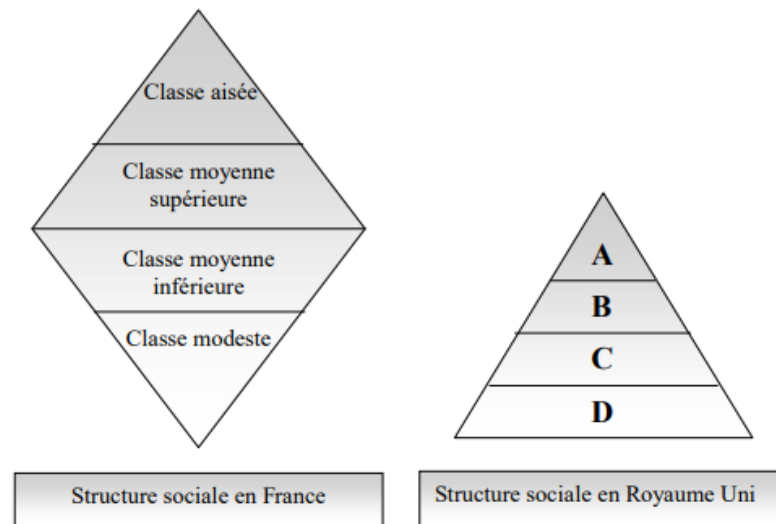 Classe aisée
Classe moyenne
supérieure
Classe moyenne
inférieure
Classe modeste
A
B
C
D
Structure sociale en France
Structure sociale en Royaume Uni